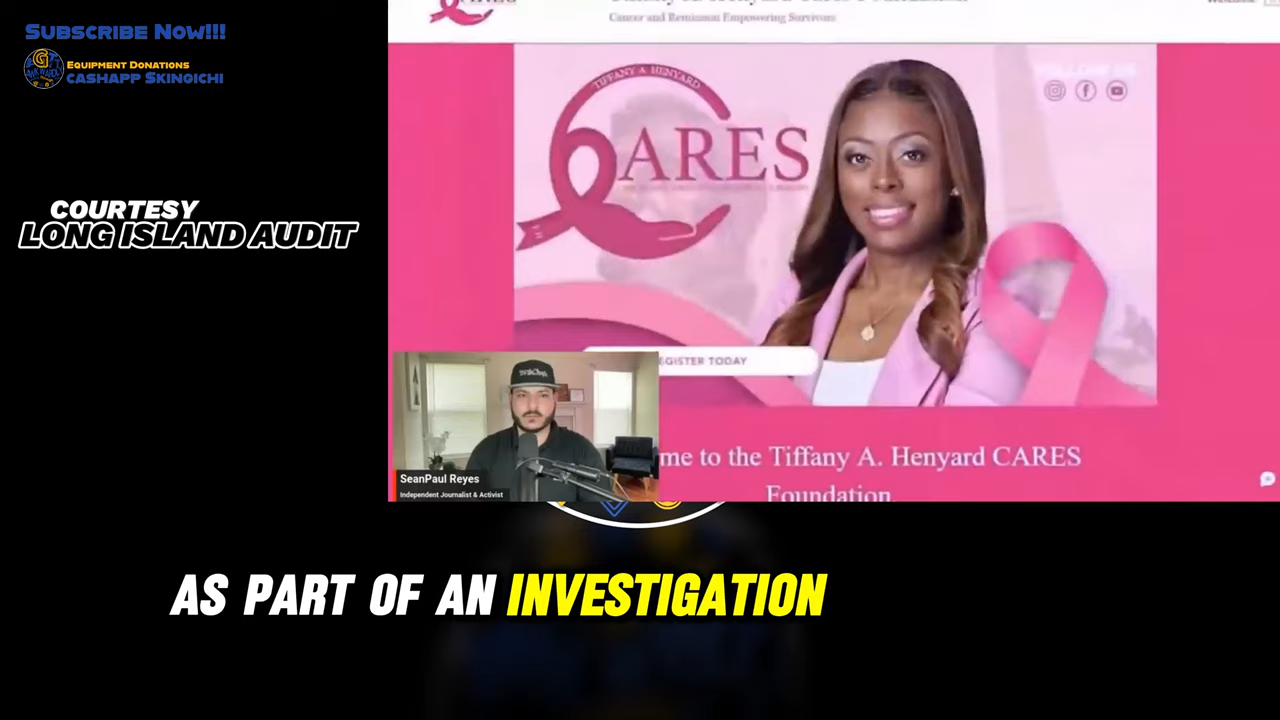 SUBSCRIBE NOW!!!
EQUIPMENT DONATIONS
CASHAPP SKINGICHI
COURTESY
LONG ISLAND AUDIT
Cancer and Remission Empowering Survivors
TIFFANY A. HENYARD
CARES
EGISTER TODAY
SeanPaul Reyes
Independent Journalist & Activist
me to the Tiffany A. Henyard CARES
Foundation
AS PART OF AN INVESTIGATION